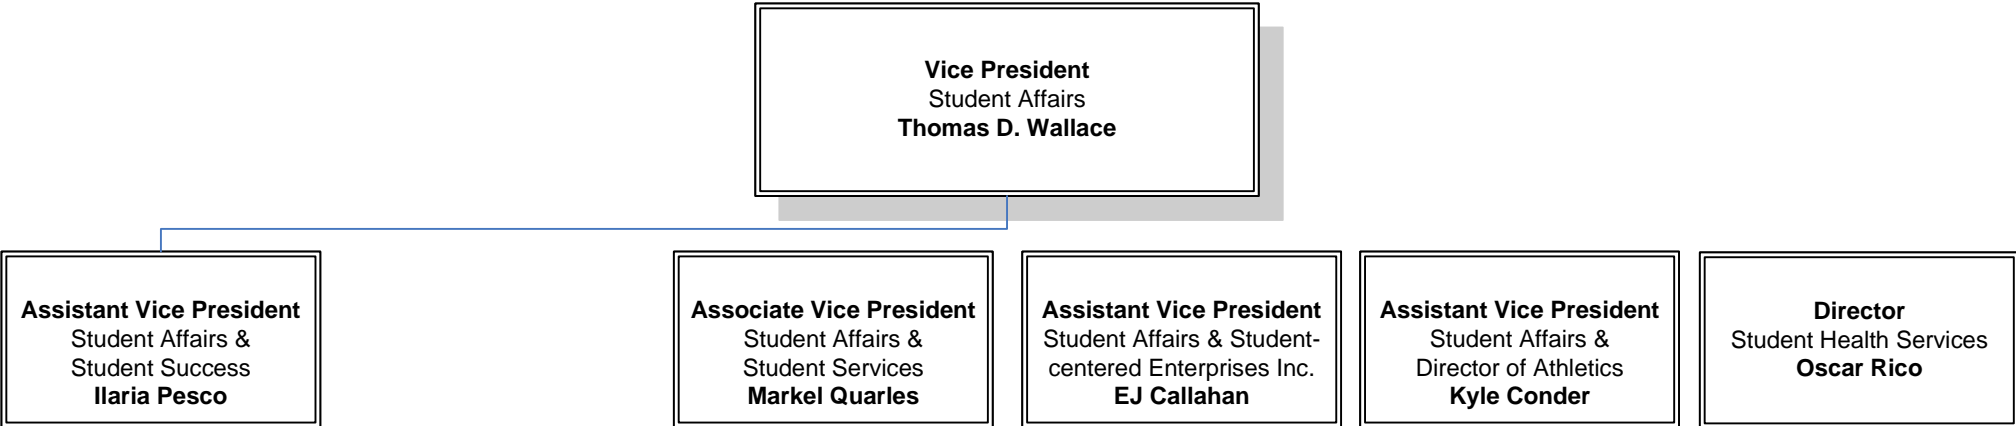 Vice President
Student Affairs
Thomas D. Wallace
Assistant Vice President
Student Affairs &
Student Success
Ilaria Pesco
Associate Vice President
Student Affairs &
Student Services
Markel Quarles
Assistant Vice President
Student Affairs & Student-
centered Enterprises Inc.
EJ Callahan
Assistant Vice President
Student Affairs &
Director of Athletics
Kyle Conder
Director
Student Health Services
Oscar Rico